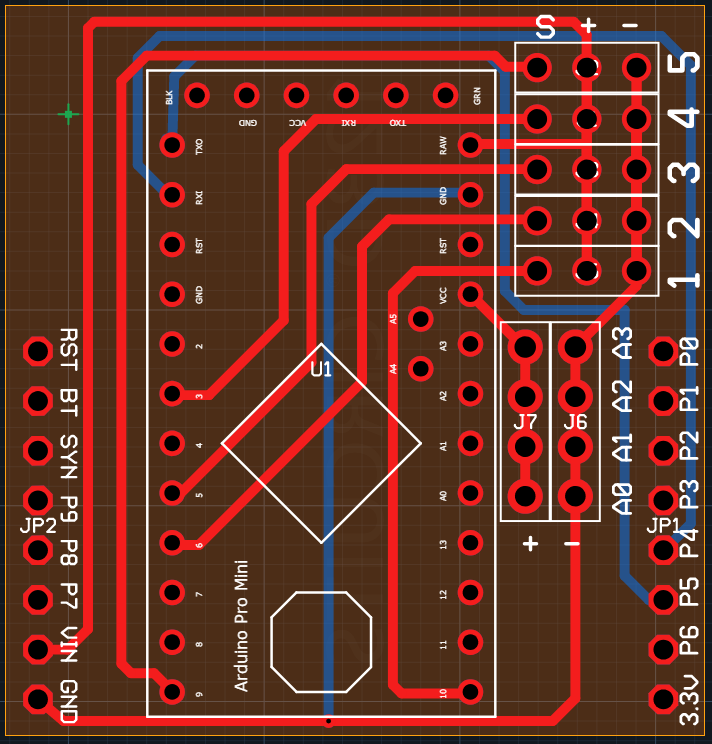 S + -
5
4
3
2
1
BLK
GND
VCC
RXI
TXO
GRN
TXO
RXI
RST
GND
2
3
4
5
6
7
8
9
RAW
GND
RST
VCC
A3
A2
A1
A0
13
12
11
10
A5
A4
U1
Arduino Pro Mini
J7
J6
+ -
A3
A2
A1
A0
RST
BT
SYN
P9
JP2
P8
P7
VIN
GND
P0
P1
P2
P3
JP1
P4
P5
P6
3.3V